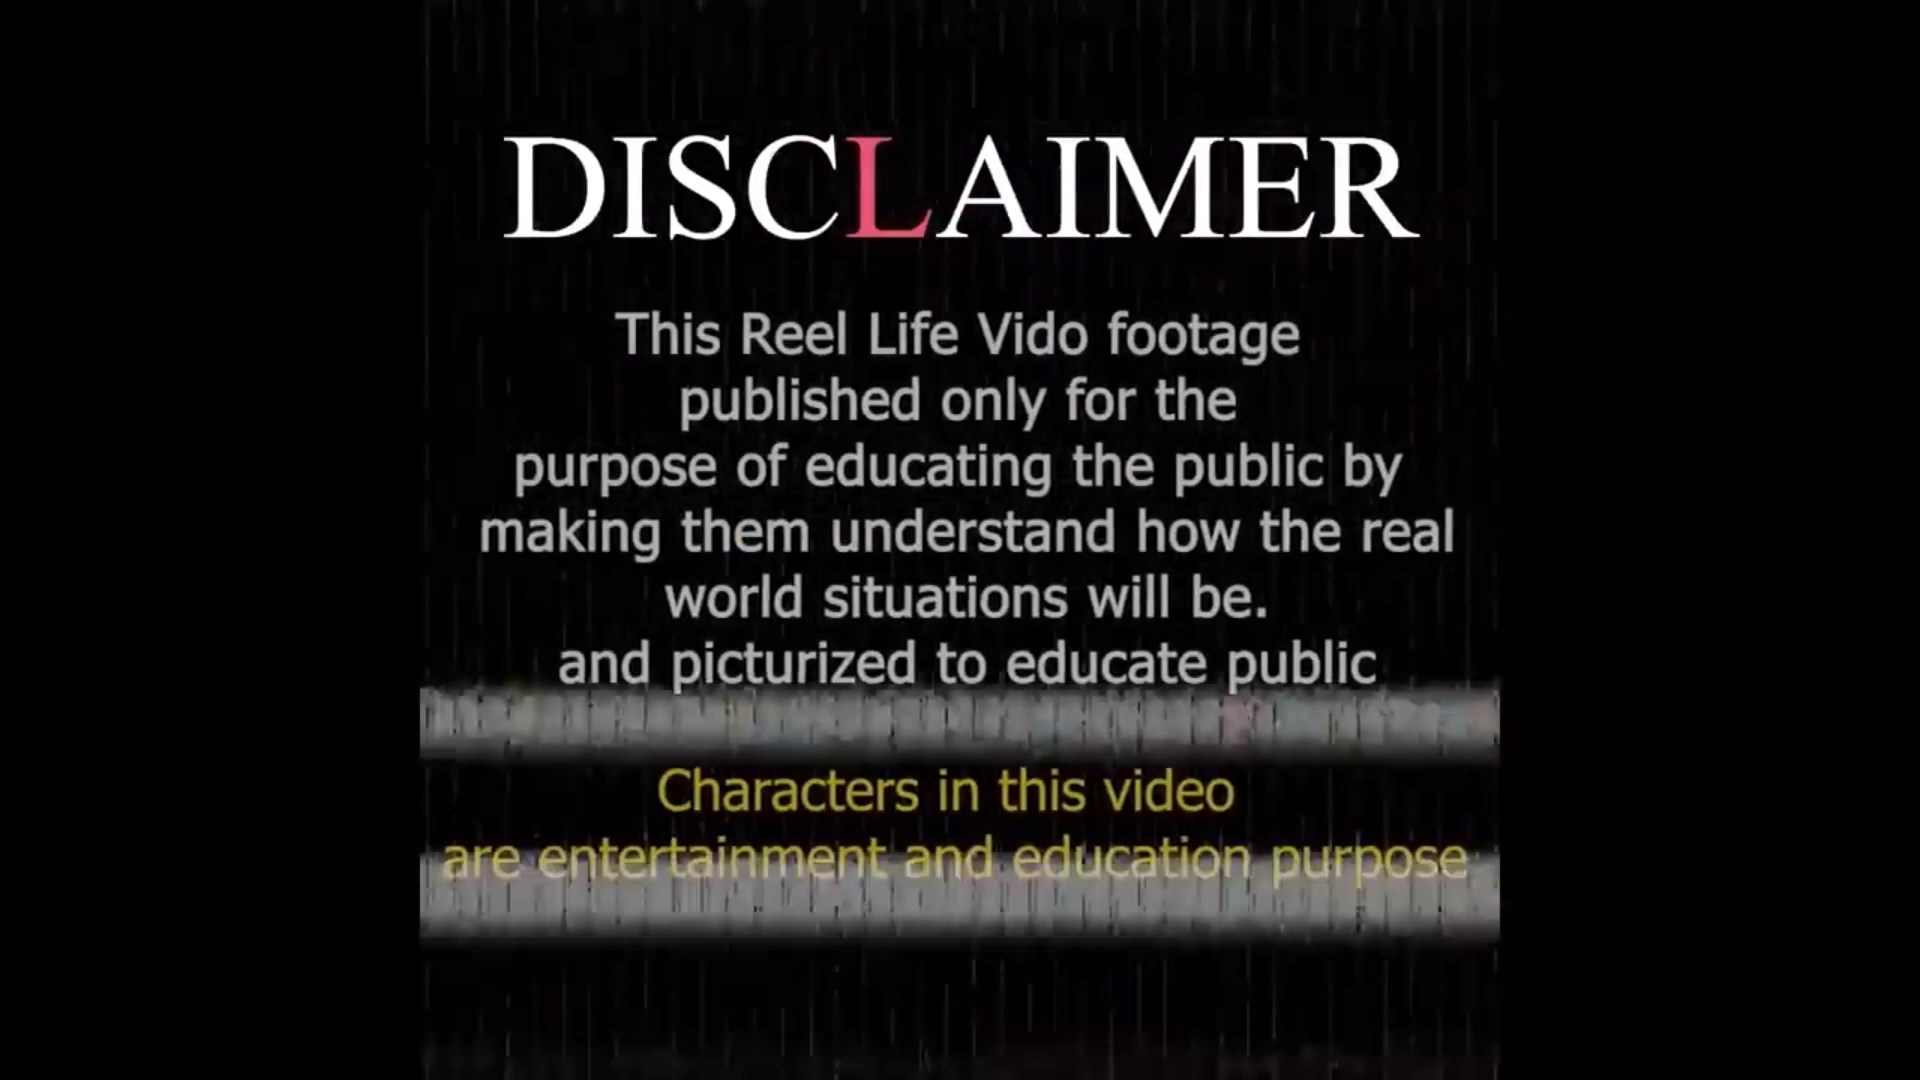 DISCLAIMER
This Reel Life Vido footage
published only for the
purpose of educating the public by
making them understand how the real
world situations will be.
and picturized to educate public
Characters in this video
are entertainment and education purpose